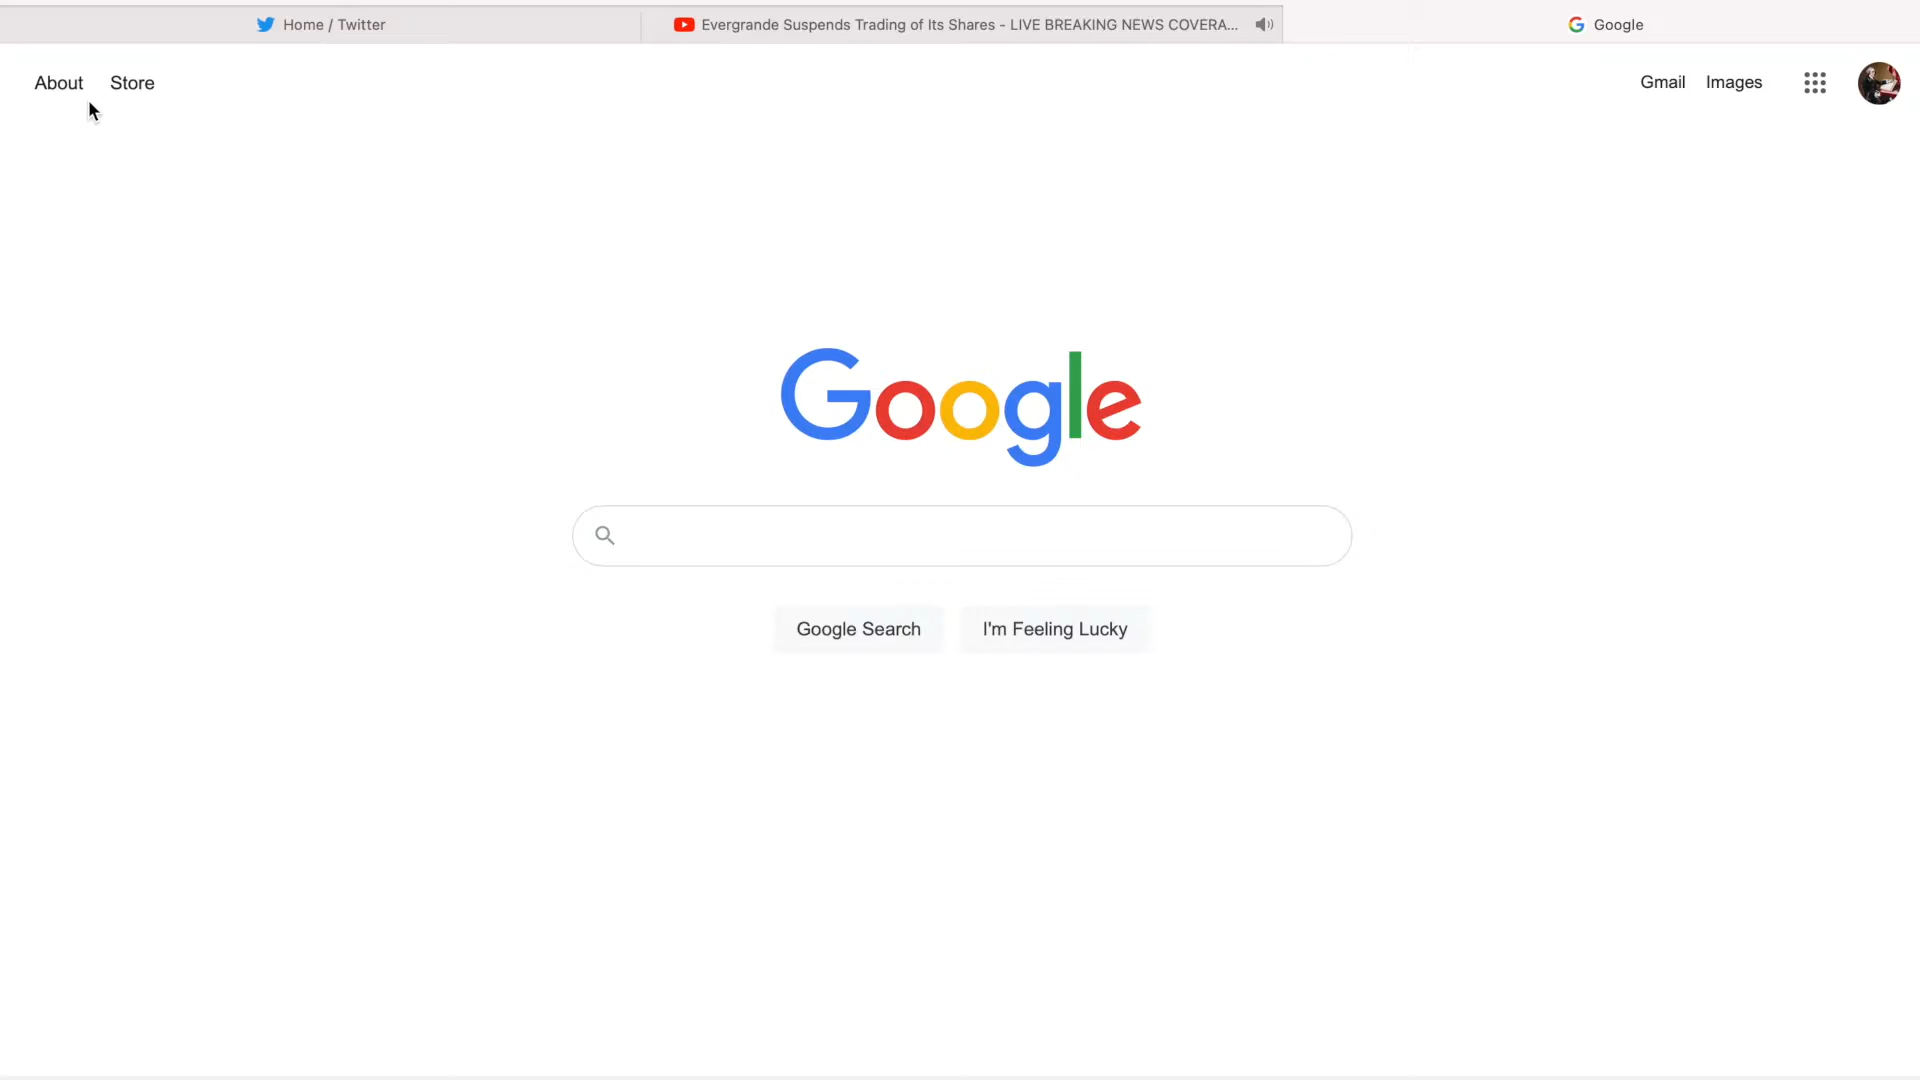 Home / Twitter
Evergrande Suspends Trading of Its Shares - LIVE BREAKING NEWS COVERA...
Google
About Store
Gmail Images
Google
Google Search I'm Feeling Lucky